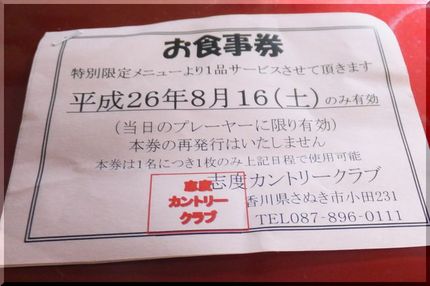 お食事券
特別限定メニューより1品サービスさせて頂きます
平成26年8月16(土)のみ有効
(当日のプレーヤーに限り有効)
本券の再発行はいたしません
本券は1名につき1枚のみ上記日程で使用可能
志度カントリークラブ
志度
カントリー
クラブ
香川県さぬき市小田231
TEL087-896-0111